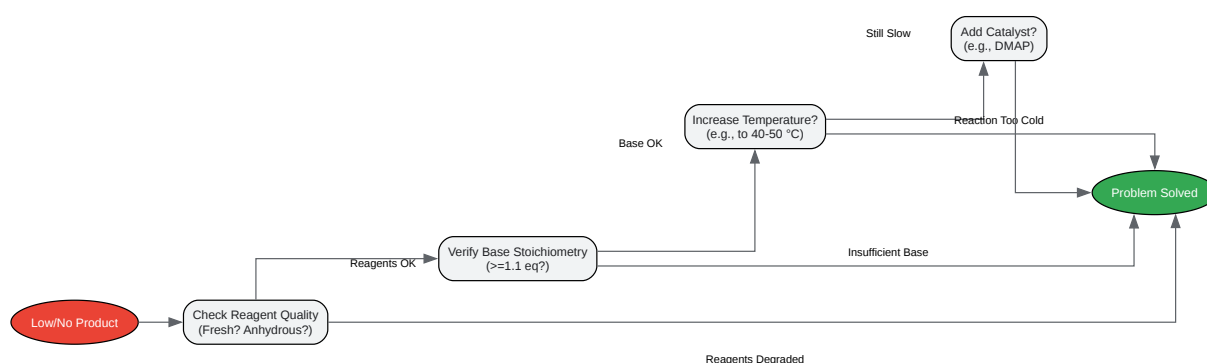 Still Slow
Add Catalyst?
(e.g., DMAP)
Increase Temperature?
(e.g., to 40-50 °C)
Reaction Too Cold
Base OK
Problem Solved
Verify Base Stoichiometry
(>=1.1 eq?)
Insufficient Base
Reagents OK
Low/No Product
Check Reagent Quality
(Fresh? Anhydrous?)
Reagents Degraded